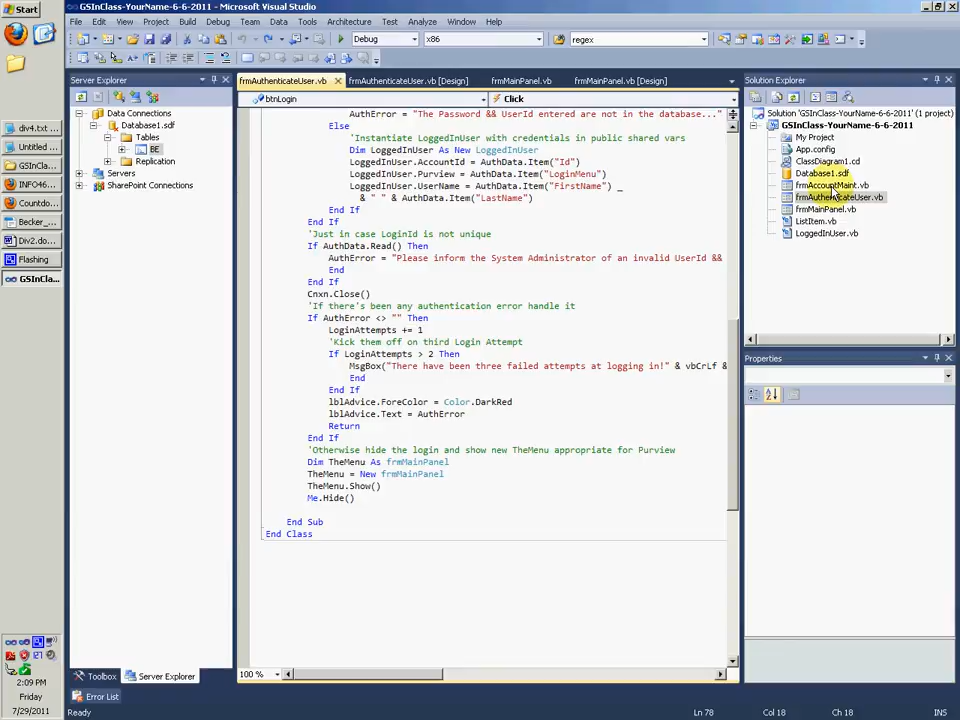 Start
GSInClass-YourName-6-6-2011 - Microsoft Visual Studio
File Edit View Project Build Debug Team Data Tools Architecture Test Analyze Window Help
Debug x86 regex
Server Explorer
Data Connections
Database1.sdf
Tables
BE
Replication
Servers
SharePoint Connections
frmAuthenticateUser.vb frmAuthenticateUser.vb [Design] frmMainPanel.vb frmMainPanel.vb [Design]
btnLogin Click
AuthError = "The Password && UserId entered are not in the database..."
Else
'Instantiate LoggedInUser with credentials in public shared vars
Dim LoggedInUser As New LoggedInUser
LoggedInUser.AccountId = AuthData.Item("Id")
LoggedInUser.Purview = AuthData.Item("LoginMenu")
LoggedInUser.UserName = AuthData.Item("FirstName") _
& " " & AuthData.Item("LastName")
End If
End If
'Just in case LoginId is not unique
If AuthData.Read() Then
AuthError = "Please inform the System Administrator of an invalid UserId &&
End
End If
Cnxn.Close()
'If there's been any authentication error handle it
If AuthError <> "" Then
LoginAttempts += 1
'Kick them off on third Login Attempt
If LoginAttempts > 2 Then
MsgBox("There have been three failed attempts at logging in!" & vbCrLf &
End
End If
lblAdvice.ForeColor = Color.DarkRed
lblAdvice.Text = AuthError
Return
End If
'Otherwise hide the login and show new TheMenu appropriate for Purview
Dim TheMenu As frmMainPanel
TheMenu = New frmMainPanel
TheMenu.Show()
Me.Hide()
End Sub
End Class
100 %
Solution Explorer
Solution 'GSInClass-YourName-6-6-2011' (1 project)
GSInClass-YourName-6-6-2011
My Project
App.config
ClassDiagram1.cd
Database1.sdf
frmAccountMaint.vb
frmAuthenticateUser.vb
frmMainPanel.vb
ListItem.vb
LoggedInUser.vb
Properties
div4.txt ...
Untitled ...
GSInCla...
INFO46...
Countdo...
Becker_...
Div2.do...
Flashing
GSInCla...
2:09 PM
Friday
7/29/2011
Toolbox Server Explorer
Error List
Ready Ln 78 Col 18 Ch 18 INS